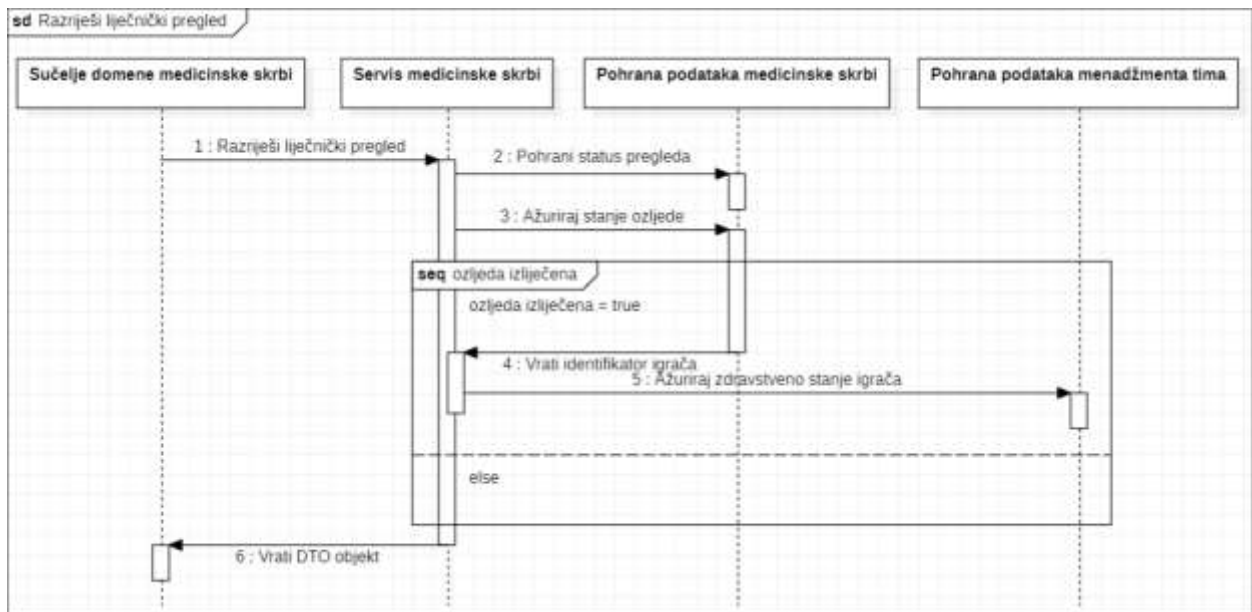 sd Razriješi liječnički pregled
Sučelje domene medicinske skrbi
Servis medicinske skrbi
Pohrana podataka medicinske skrbi
Pohrana podataka menadžmenta tima
1 : Razriješi liječnički pregled
2 : Pohrani status pregleda
3 : Ažuriraj stanje ozljede
seq ozljeda izliječena
ozljeda izliječena = true
4 : Vrati identifikator igrača
5 : Ažuriraj zdravstveno stanje igrača
else
6 : Vrati DTO objekt